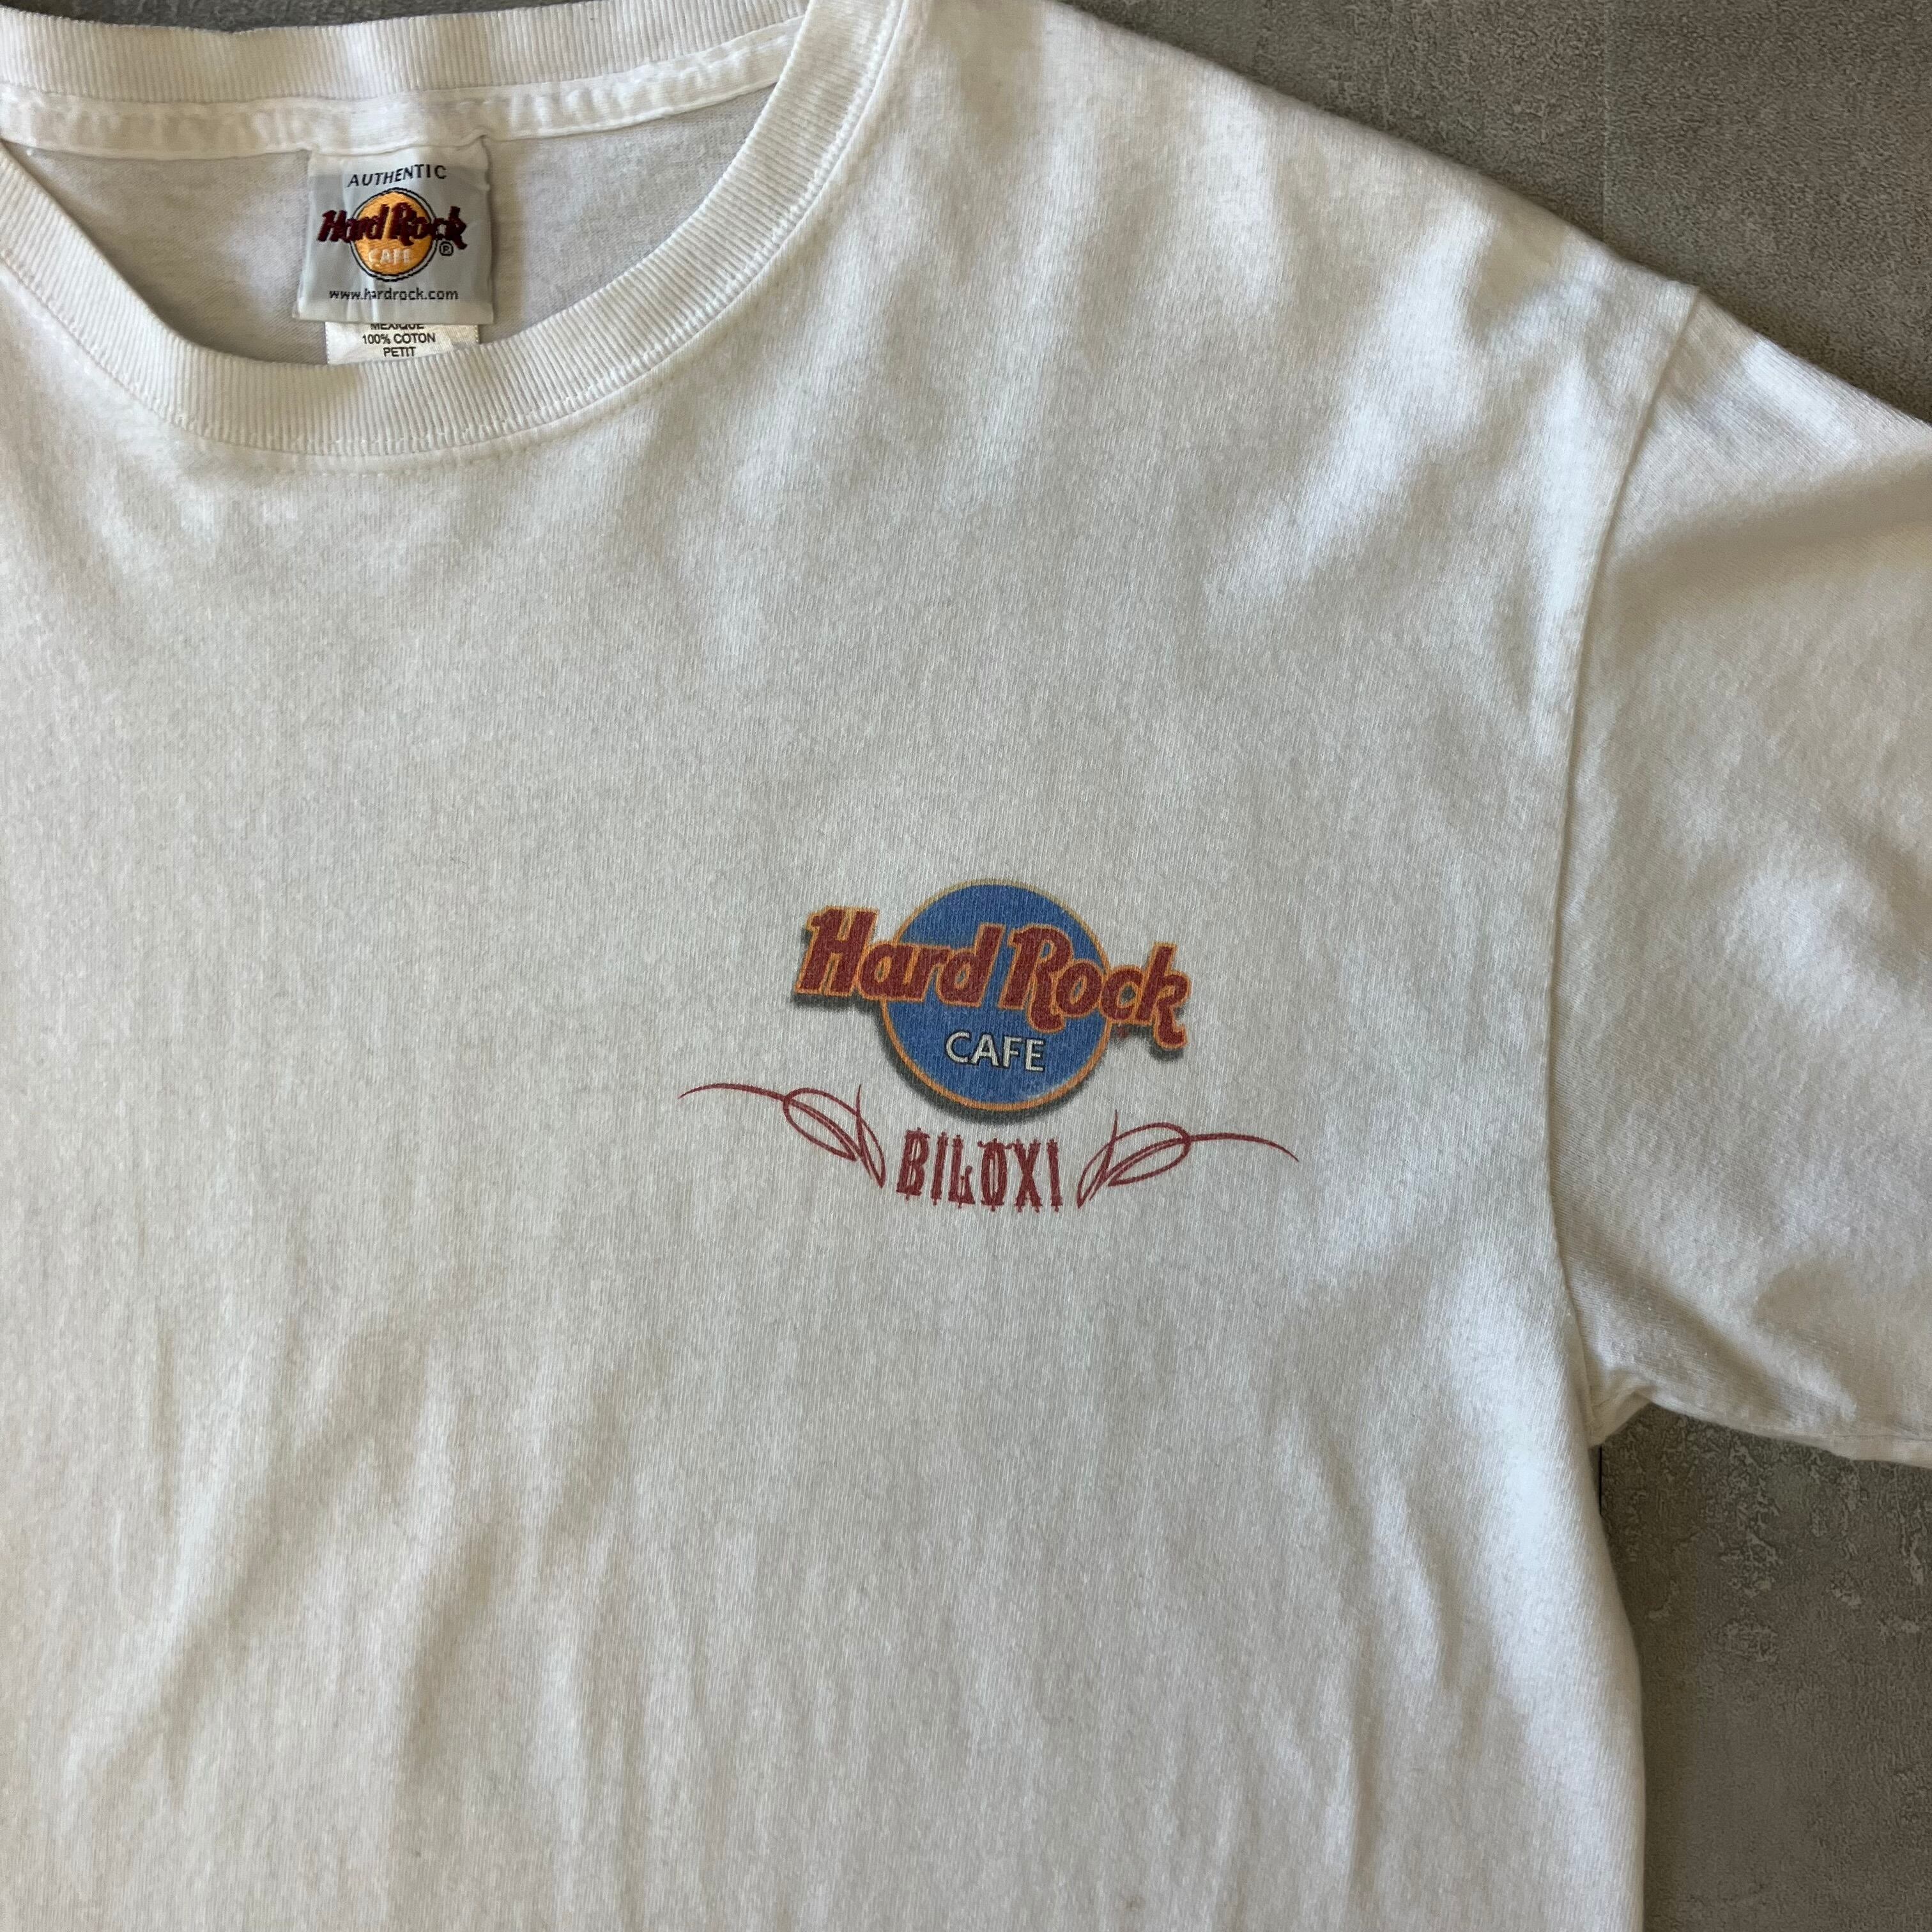 AUTHENTIC
Hard Rock
CAFE
®
www.hardrock.com
MEXIQUE
100% COTON
PETIT
Hard Rock
CAFE
BILOXI